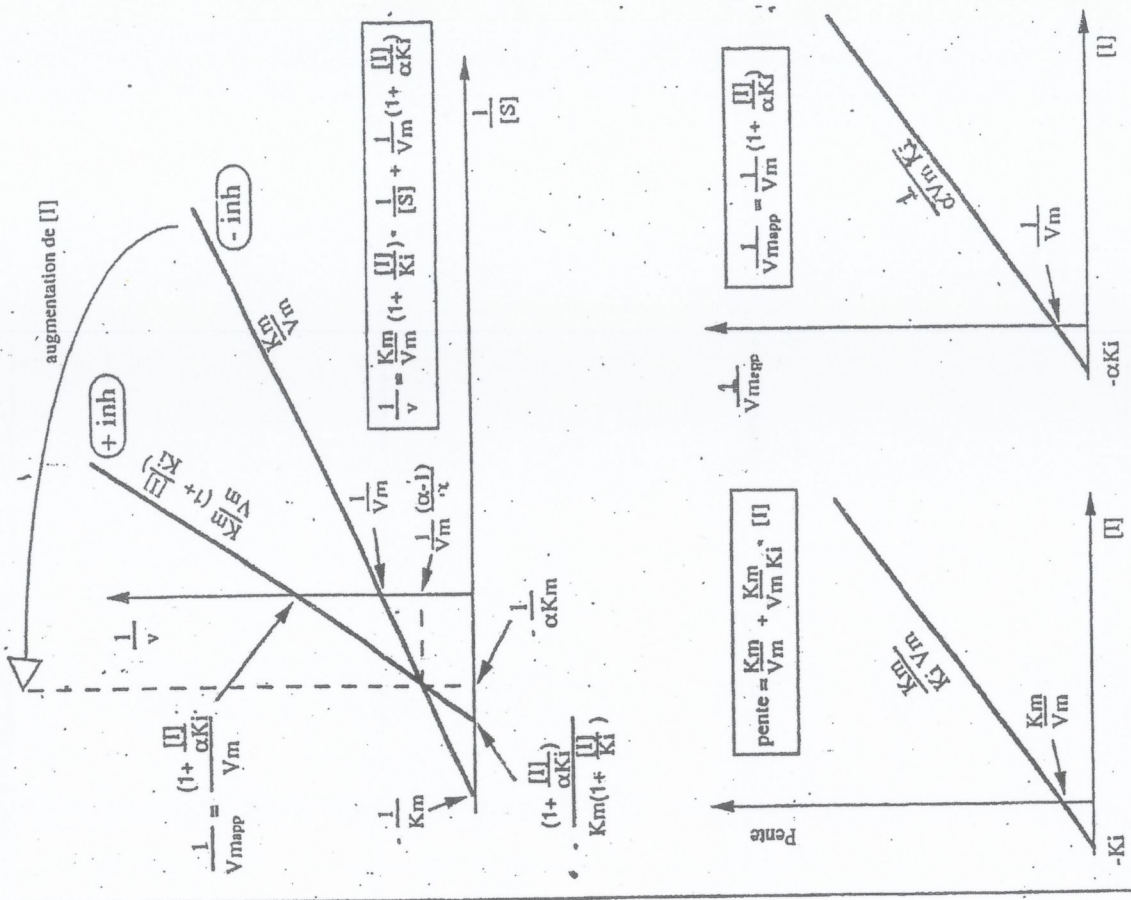 augmentation de [I]
+ inh
- inh
Km/Vm (1+ [I]/Ki)
Km/Vm
1/v
1/Vmapp = (1+ [I]/αKi)/Vm
1/Vm
1/Vm (α-1)
- 1/Km
- 1/αKm
- (1+ [I]/αKi)/Km(1+ [I]/Ki)
1/[S]
1/v = Km/Vm (1+ [I]/Ki) * 1/[S] + 1/Vm (1+ [I]/αKi)
Pente
pente = Km/Vm + Km/Vm Ki * [I]
Km/Ki Vm
Km/Vm
-Ki
[I]
1/Vmapp
1/Vmapp = 1/Vm (1+ [I]/αKi)
1/αVm Ki
1/Vm
-αKi
[I]